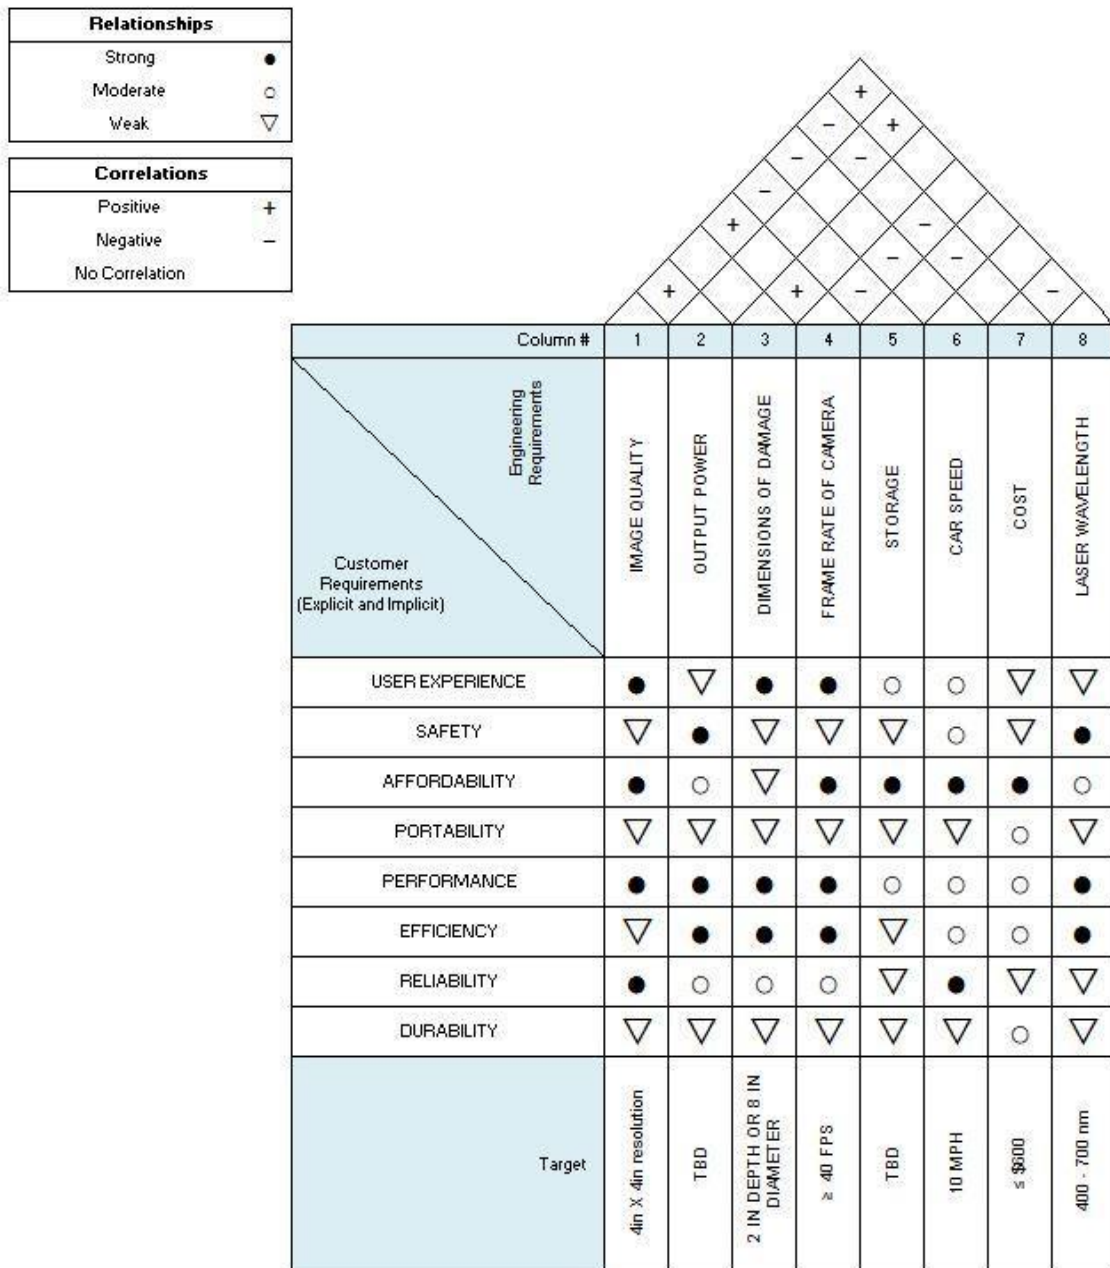 Relationships
Strong ●
Moderate ○
Weak ▽
Correlations
Positive +
Negative −
No Correlation
+
− +
− −
− −
+ −
− −
+ + − −
Column # 1 2 3 4 5 6 7 8
Engineering
Requirements
Customer
Requirements
(Explicit and Implicit)
IMAGE QUALITY
OUTPUT POWER
DIMENSIONS OF DAMAGE
FRAME RATE OF CAMERA
STORAGE
CAR SPEED
COST
LASER WAVELENGTH
USER EXPERIENCE ● ▽ ● ● ○ ○ ▽ ▽
SAFETY ▽ ● ▽ ▽ ▽ ○ ▽ ●
AFFORDABILITY ● ○ ▽ ● ● ● ● ○
PORTABILITY ▽ ▽ ▽ ▽ ▽ ▽ ○ ▽
PERFORMANCE ● ● ● ● ○ ○ ○ ●
EFFICIENCY ▽ ● ● ● ▽ ○ ○ ●
RELIABILITY ● ○ ○ ○ ▽ ● ▽ ▽
DURABILITY ▽ ▽ ▽ ▽ ▽ ▽ ○ ▽
Target
4in X 4in resolution
TBD
2 IN DEPTH OR 8 IN
DIAMETER
≥ 40 FPS
TBD
10 MPH
≤ $600
400 - 700 nm